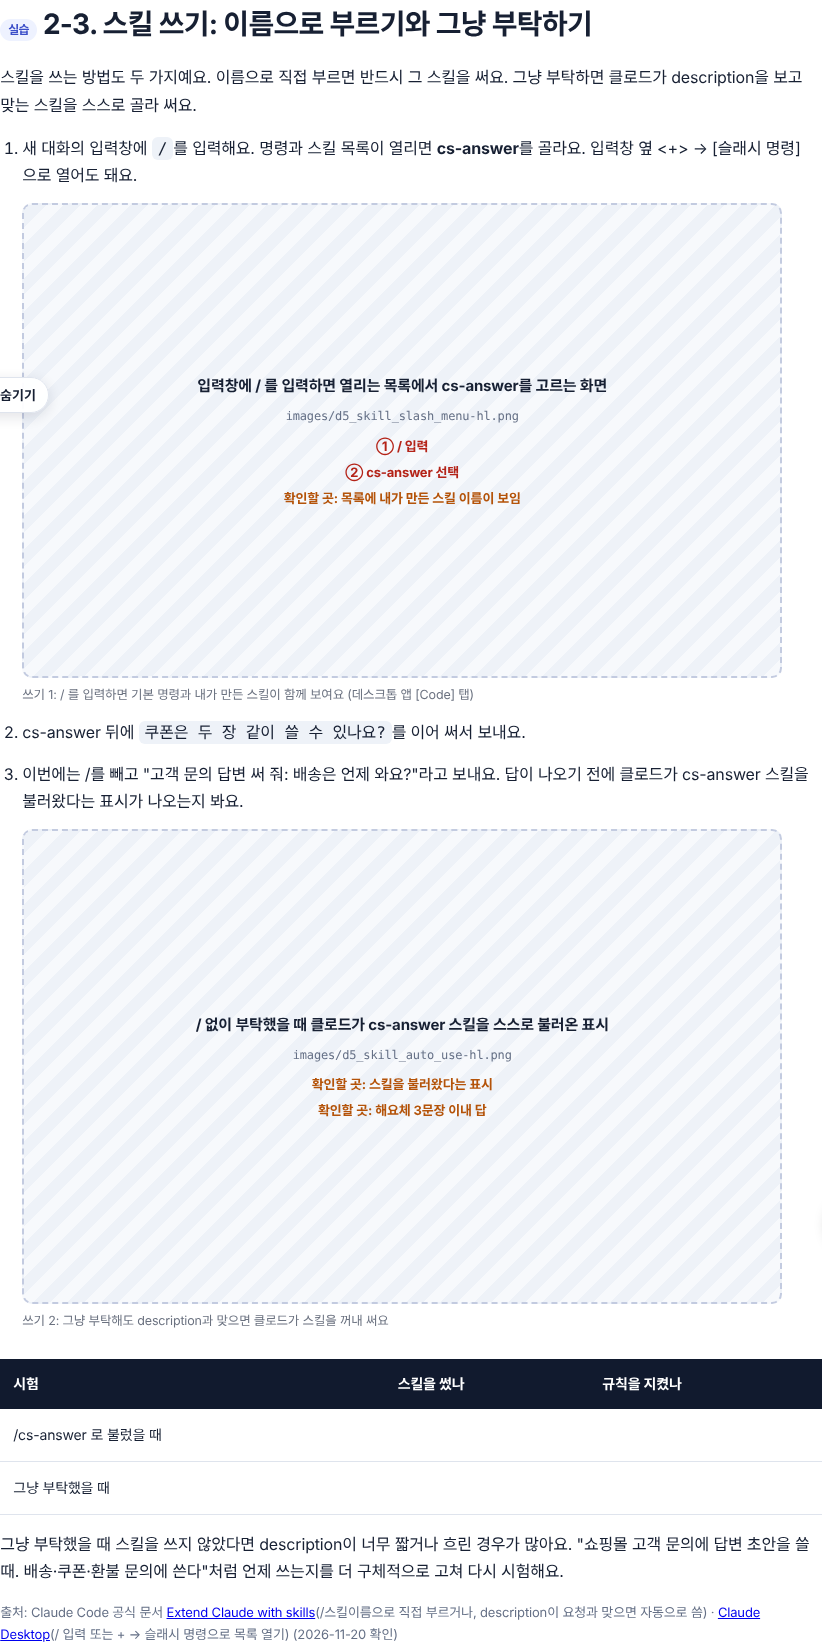 실습 2-3. 스킬 쓰기: 이름으로 부르기와 그냥 부탁하기
스킬을 쓰는 방법도 두 가지예요. 이름으로 직접 부르면 반드시 그 스킬을 써요. 그냥 부탁하면 클로드가 description을 보고
맞는 스킬을 스스로 골라 써요.
1. 새 대화의 입력창에 / 를 입력해요. 명령과 스킬 목록이 열리면 cs-answer를 골라요. 입력창 옆 <+> → [슬래시 명령]
으로 열어도 돼요.
입력창에 / 를 입력하면 열리는 목록에서 cs-answer를 고르는 화면
숨기기
images/d5_skill_slash_menu-hl.png
① / 입력
② cs-answer 선택
확인할 곳: 목록에 내가 만든 스킬 이름이 보임
쓰기 1: / 를 입력하면 기본 명령과 내가 만든 스킬이 함께 보여요 (데스크톱 앱 [Code] 탭)
2. cs-answer 뒤에 쿠폰은 두 장 같이 쓸 수 있나요? 를 이어 써서 보내요.
3. 이번에는 /를 빼고 "고객 문의 답변 써 줘: 배송은 언제 와요?"라고 보내요. 답이 나오기 전에 클로드가 cs-answer 스킬을
불러왔다는 표시가 나오는지 봐요.
/ 없이 부탁했을 때 클로드가 cs-answer 스킬을 스스로 불러온 표시
images/d5_skill_auto_use-hl.png
확인할 곳: 스킬을 불러왔다는 표시
확인할 곳: 해요체 3문장 이내 답
쓰기 2: 그냥 부탁해도 description과 맞으면 클로드가 스킬을 꺼내 써요
시험 스킬을 썼나 규칙을 지켰나
/cs-answer 로 불렀을 때
그냥 부탁했을 때
그냥 부탁했을 때 스킬을 쓰지 않았다면 description이 너무 짧거나 흐린 경우가 많아요. "쇼핑몰 고객 문의에 답변 초안을 쓸
때. 배송·쿠폰·환불 문의에 쓴다"처럼 언제 쓰는지를 더 구체적으로 고쳐 다시 시험해요.
출처: Claude Code 공식 문서 Extend Claude with skills(/스킬이름으로 직접 부르거나, description이 요청과 맞으면 자동으로 씀) · Claude
Desktop(/ 입력 또는 + → 슬래시 명령으로 목록 열기) (2026-11-20 확인)